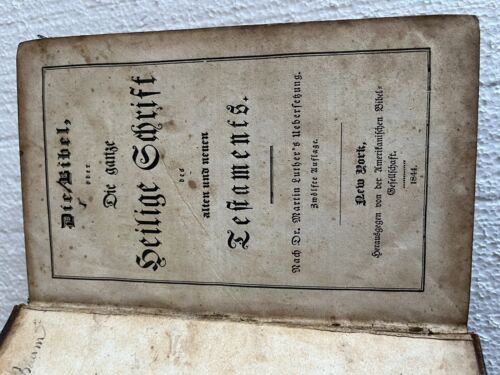 Die Bibel,
oder
Die ganze
Heilige Schrift
des
alten und neuen
Testaments.
Nach Dr. Martin Luther's Uebersetzung.
Zwölfte Auflage.
New York,
Herausgegen von der Amerikanischen Bibel-
Gesellschaft.
1844.